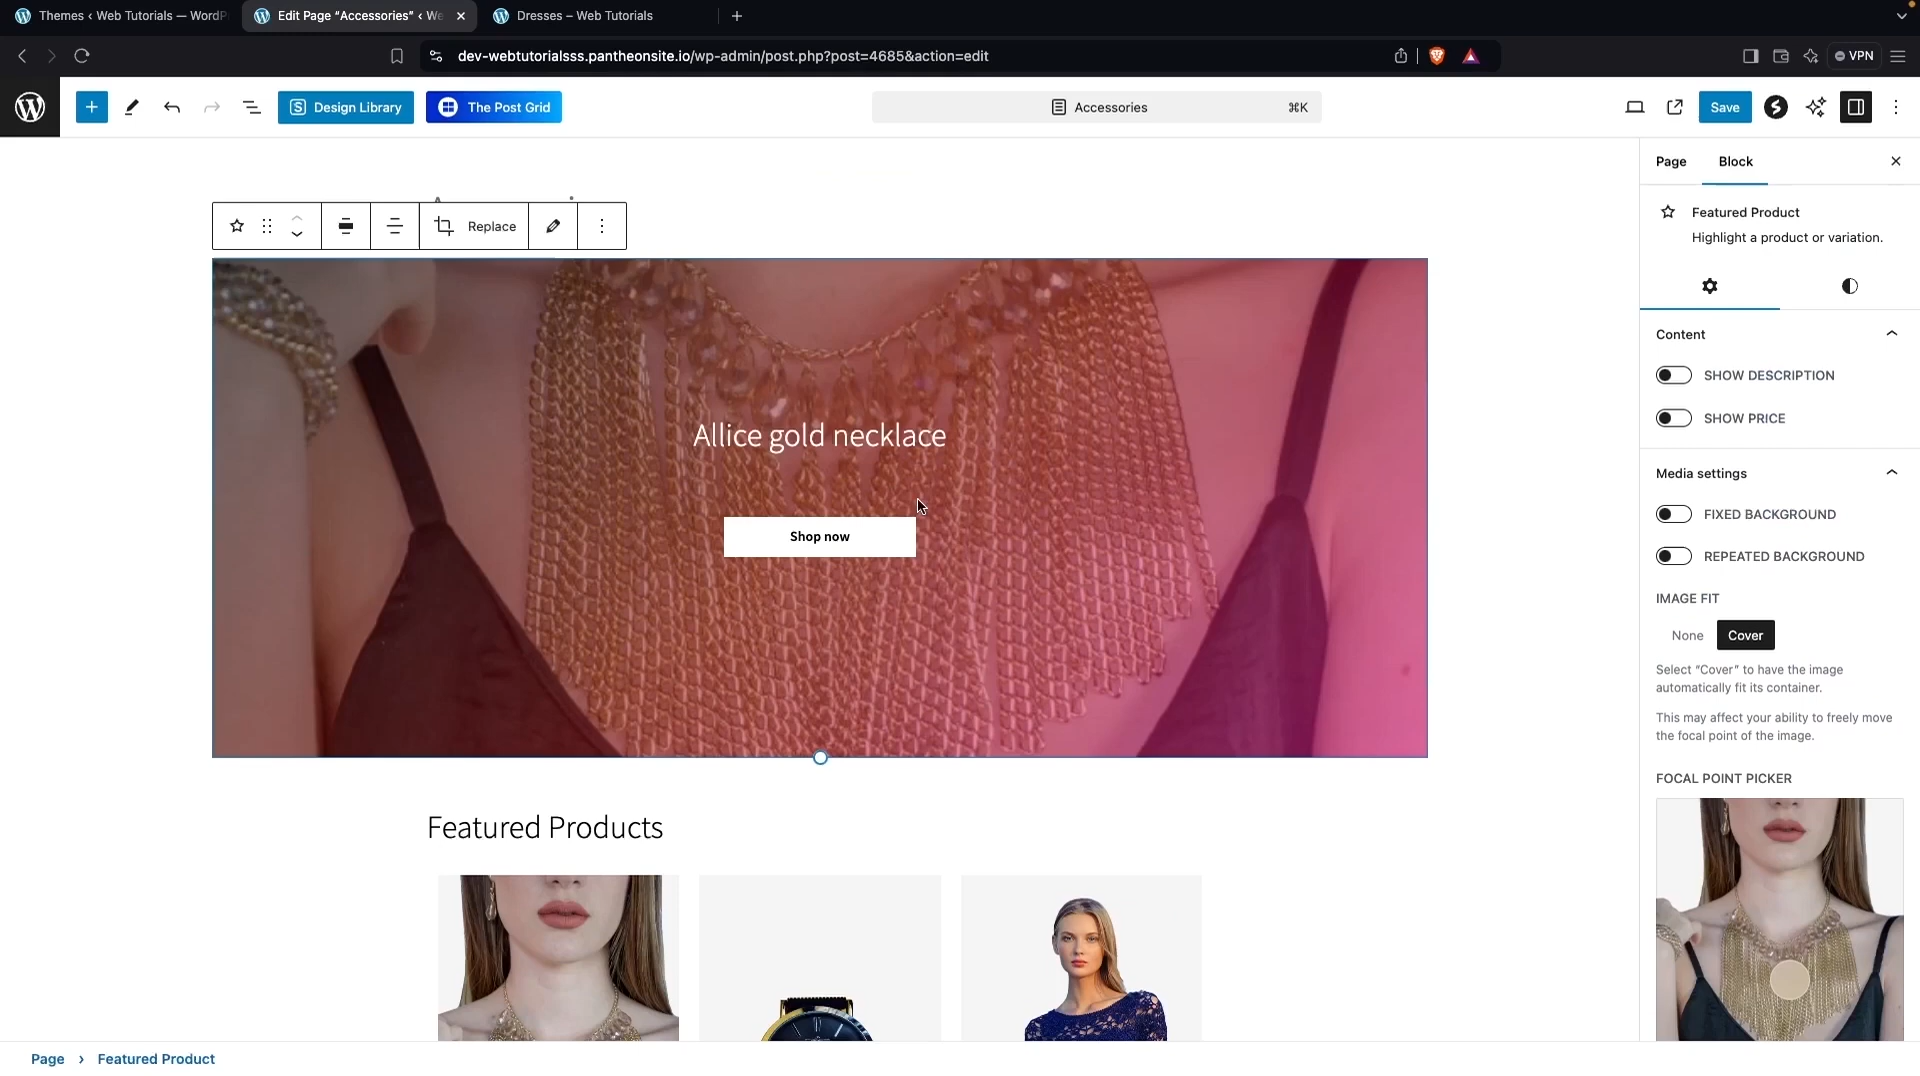 Themes ‹ Web Tutorials — WordP
Edit Page “Accessories” ‹ We
Dresses – Web Tutorials
dev-webtutorialsss.pantheonsite.io/wp-admin/post.php?post=4685&action=edit
VPN
Design Library
The Post Grid
Accessories
⌘K
Save
Replace
Allice gold necklace
Shop now
Featured Products
Page
Block
Featured Product
Highlight a product or variation.
Content
SHOW DESCRIPTION
SHOW PRICE
Media settings
FIXED BACKGROUND
REPEATED BACKGROUND
IMAGE FIT
None
Cover
Select “Cover” to have the image
automatically fit its container.
This may affect your ability to freely move
the focal point of the image.
FOCAL POINT PICKER
Page › Featured Product